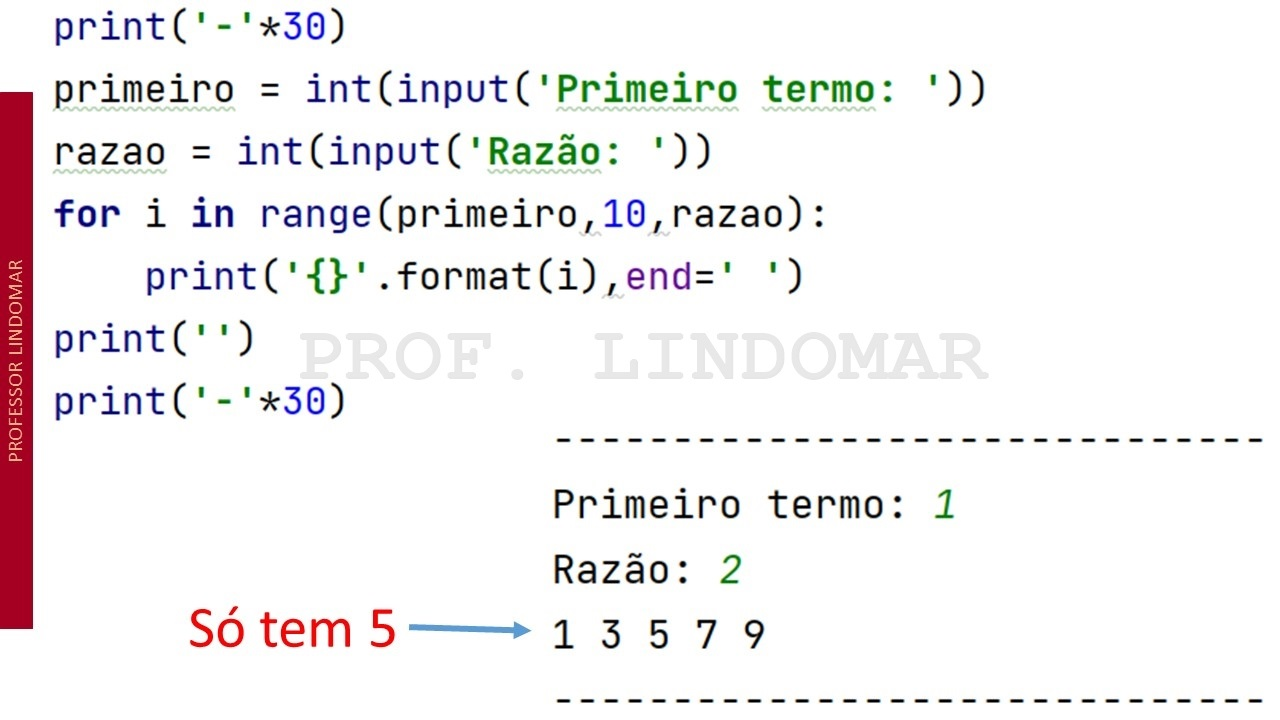 print('-'*30)
primeiro = int(input('Primeiro termo: '))
razao = int(input('Razão: '))
for i in range(primeiro,10,razao):
    print('{}'.format(i),end=' ')
print('')
print('-'*30)
PROF. LINDOMAR
PROFESSOR LINDOMAR
------------------------------
Primeiro termo: 1
Razão: 2
Só tem 5
1 3 5 7 9
------------------------------